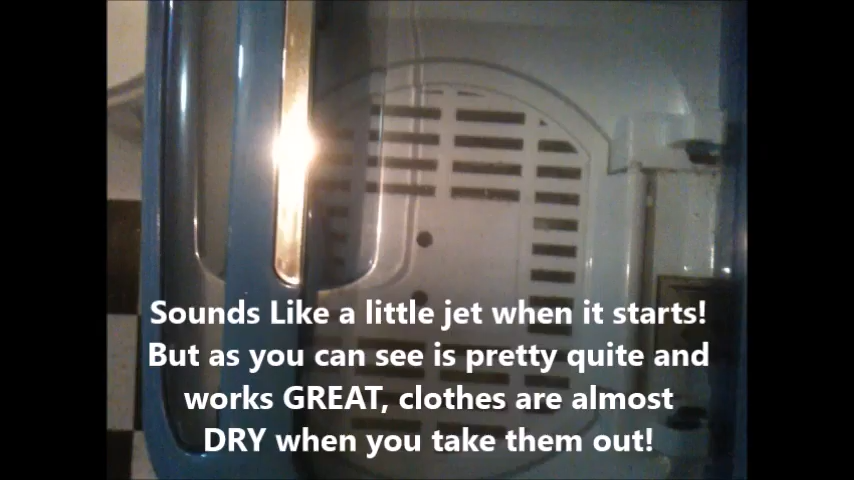 Sounds Like a little jet when it starts!
But as you can see is pretty quite and
works GREAT, clothes are almost
DRY when you take them out!